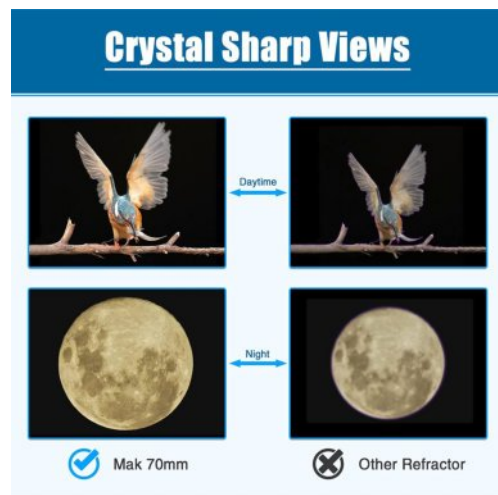 Crystal Sharp Views
Daytime
Night
Mak 70mm
Other Refractor